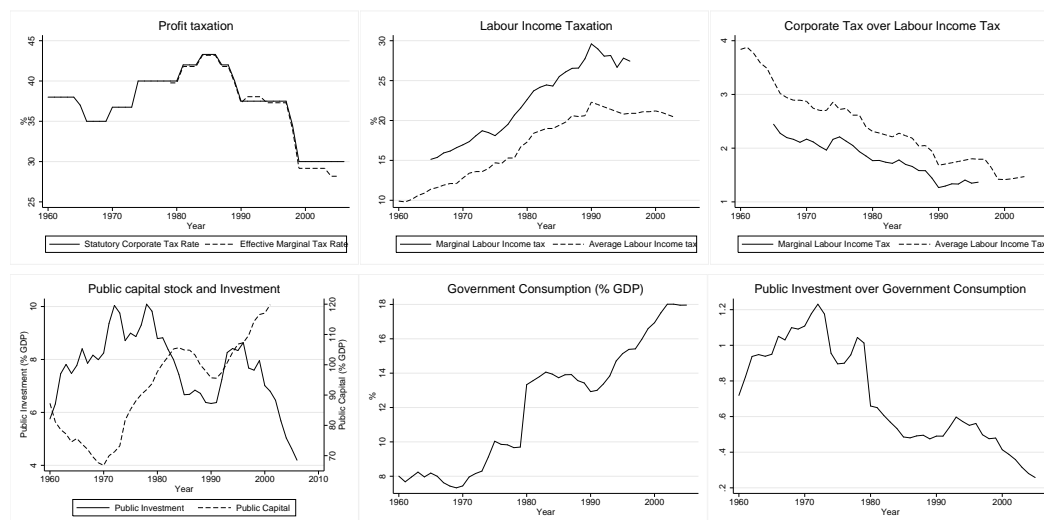 Profit taxation
45
40
35
30
25
%
1960 1970 1980 1990 2000
Year
Statutory Corporate Tax Rate Effective Marginal Tax Rate
Labour Income Taxation
30
25
20
15
10
%
1960 1970 1980 1990 2000
Year
Marginal Labour Income tax Average Labour Income tax
Corporate Tax over Labour Income Tax
4
3
2
1
1960 1970 1980 1990 2000
Year
Marginal Labour Income Tax Average Labour Income Tax
Public capital stock and Investment
10
8
6
4
Public Investment (% GDP)
120
110
100
90
80
70
Public Capital (% GDP)
1960 1970 1980 1990 2000 2010
Year
Public Investment Public Capital
Government Consumption (% GDP)
18
16
14
12
10
8
%
1960 1970 1980 1990 2000
Year
Public Investment over Government Consumption
1.2
1
.8
.6
.4
.2
1960 1970 1980 1990 2000
Year